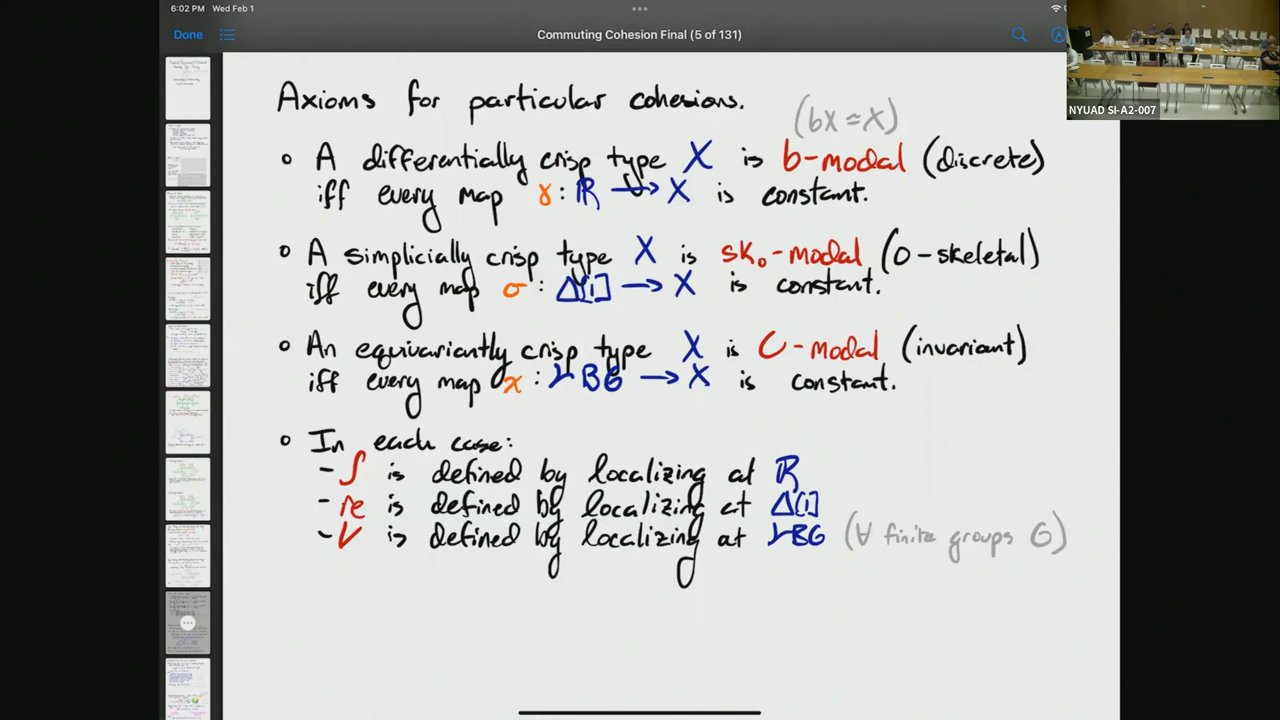 6:02 PM Wed Feb 1
Done
Commuting Cohesion Final (5 of 131)
NYUAD SI-A2-007
Axioms for particular cohesions.
(♭X ≃ X)
◦ A differentially crisp type X is ♭-modal (discrete)
iff every map γ : ℝ → X is constant.
◦ A simplicially crisp type X is sk₀-modal (0-skeletal)
iff every map σ : Δ[1] → X is constant.
◦ An equivariantly crisp type X is ⊂-modal (invariant)
iff every map χ : ≺BG → X is constant.
◦ In each case:
- ʃ is defined by localizing at ℝ
- re is defined by localizing at Δ[1]
- ∨ is defined by localizing at ≺BG (∀ finite groups G)